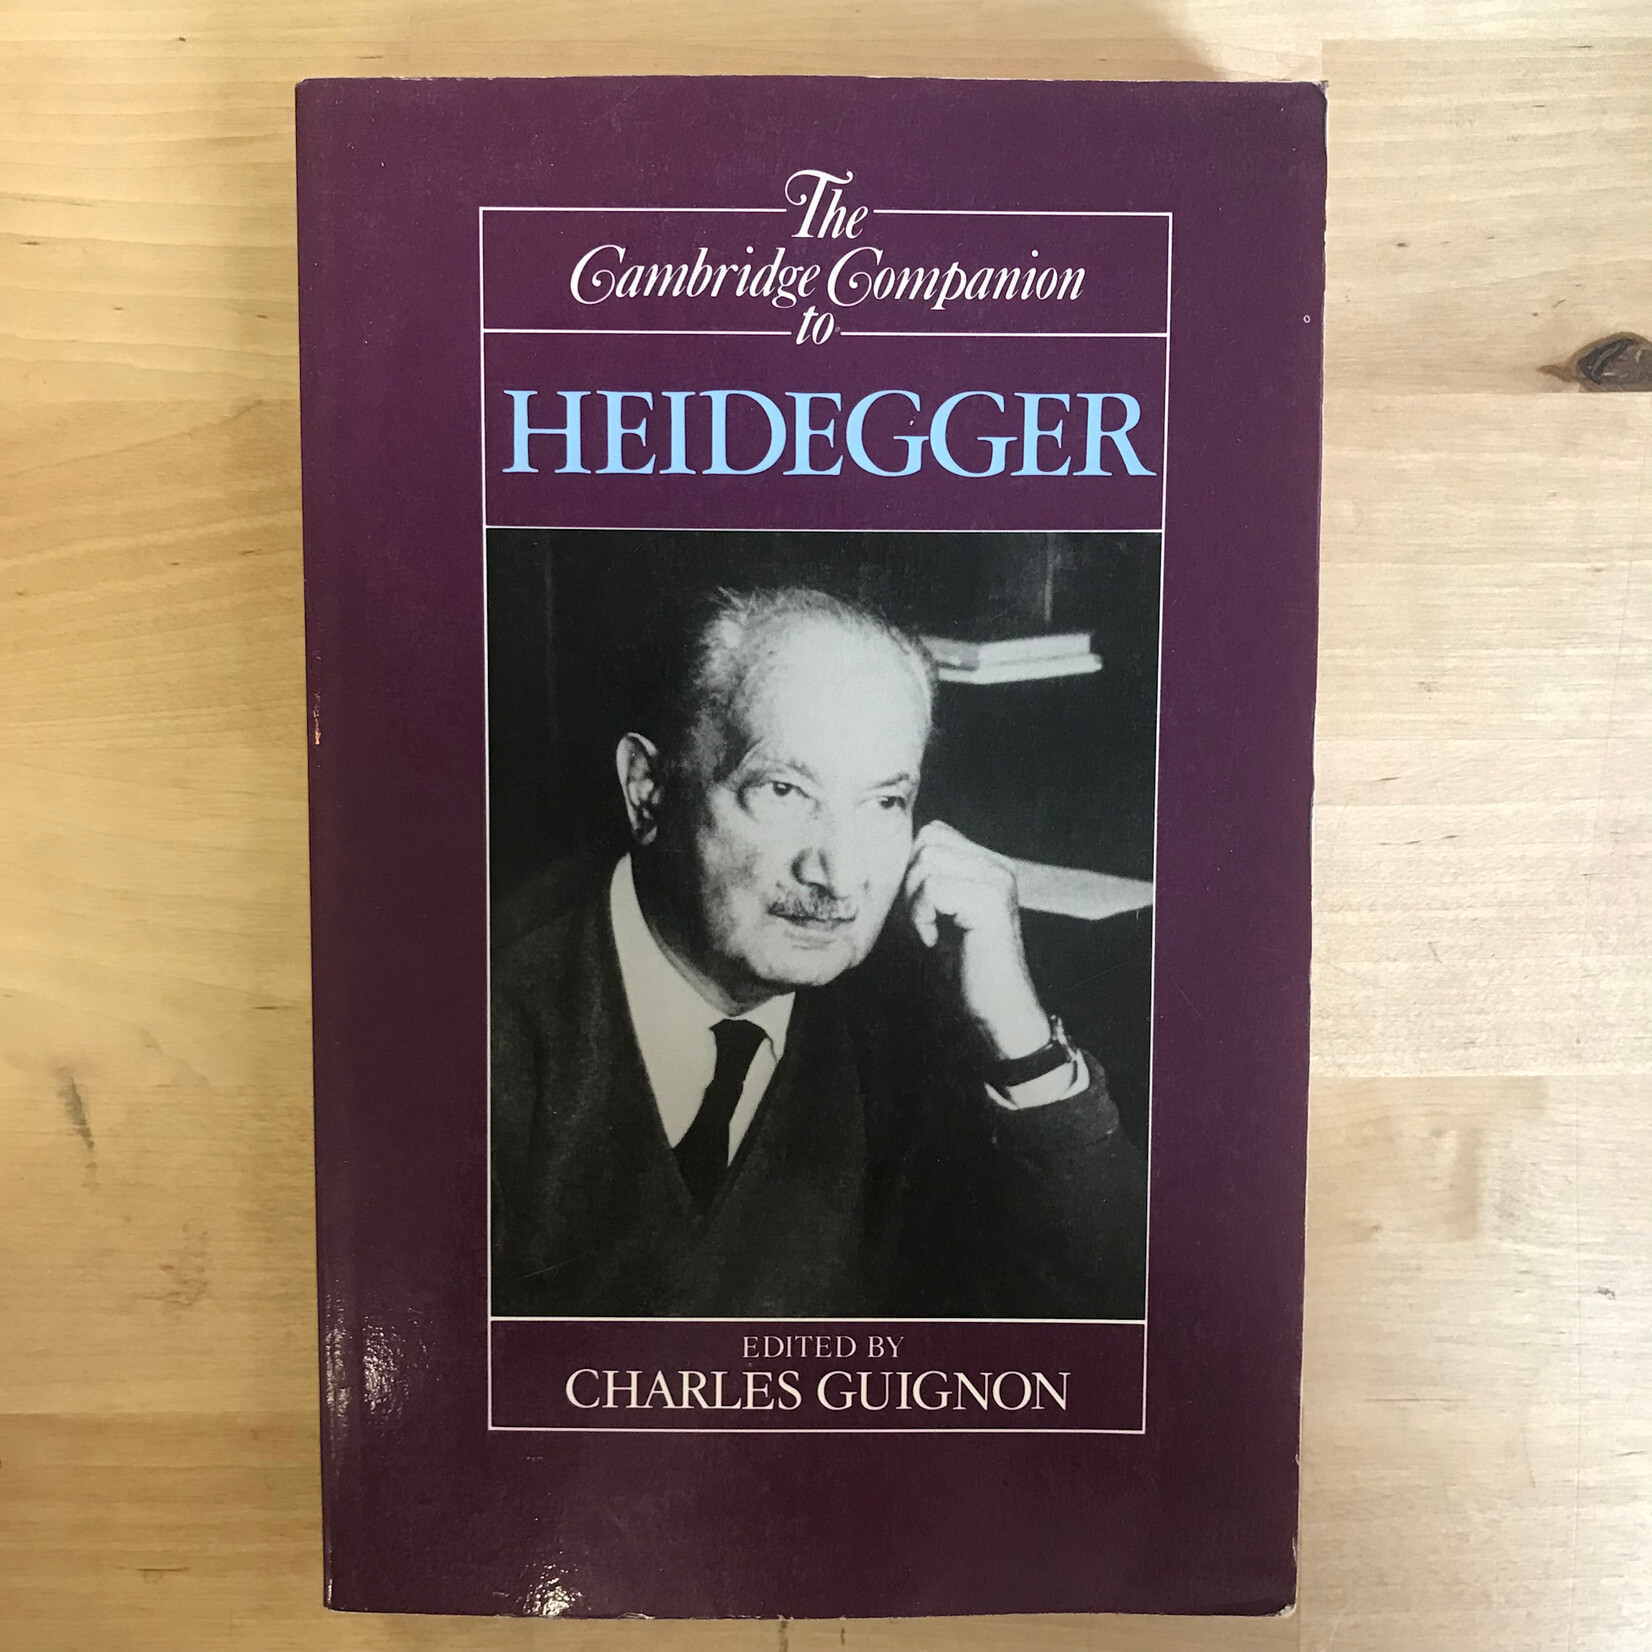 The
Cambridge Companion
to
HEIDEGGER
EDITED BY
CHARLES GUIGNON